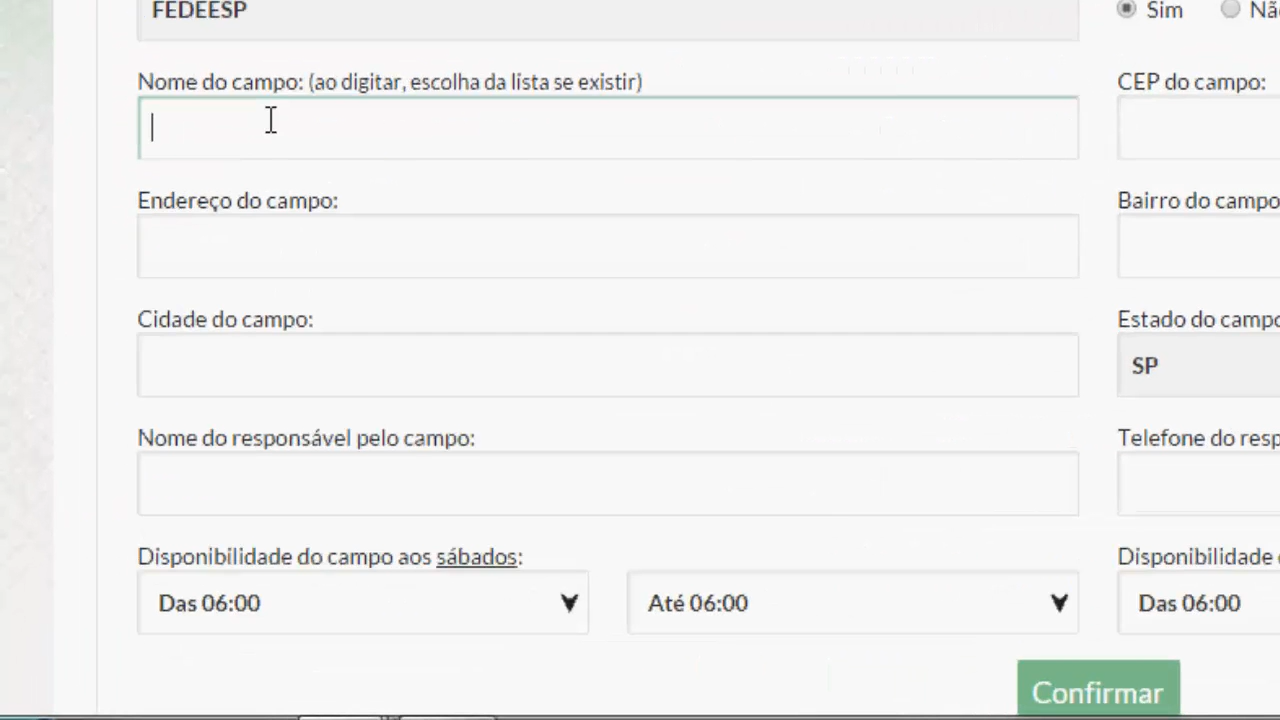 FEDEESP
Sim Não
Nome do campo: (ao digitar, escolha da lista se existir)
CEP do campo:
Endereço do campo:
Bairro do campo
Cidade do campo:
Estado do campo
SP
Nome do responsável pelo campo:
Telefone do resp
Disponibilidade do campo aos sábados:
Disponibilidade
Das 06:00
Até 06:00
Das 06:00
Confirmar